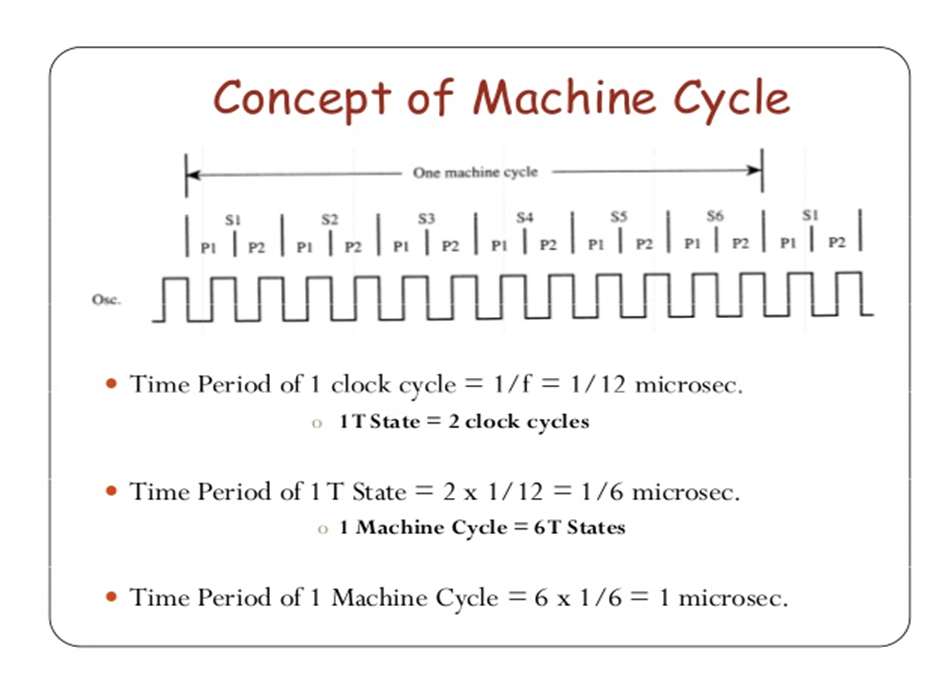 Concept of Machine Cycle
One machine cycle
S1 S2 S3 S4 S5 S6 S1
P1 P2 P1 P2 P1 P2 P1 P2 P1 P2 P1 P2 P1 P2
Osc.
• Time Period of 1 clock cycle = 1/f = 1/12 microsec.
o 1T State = 2 clock cycles
• Time Period of 1T State = 2 x 1/12 = 1/6 microsec.
o 1 Machine Cycle = 6T States
• Time Period of 1 Machine Cycle = 6 x 1/6 = 1 microsec.